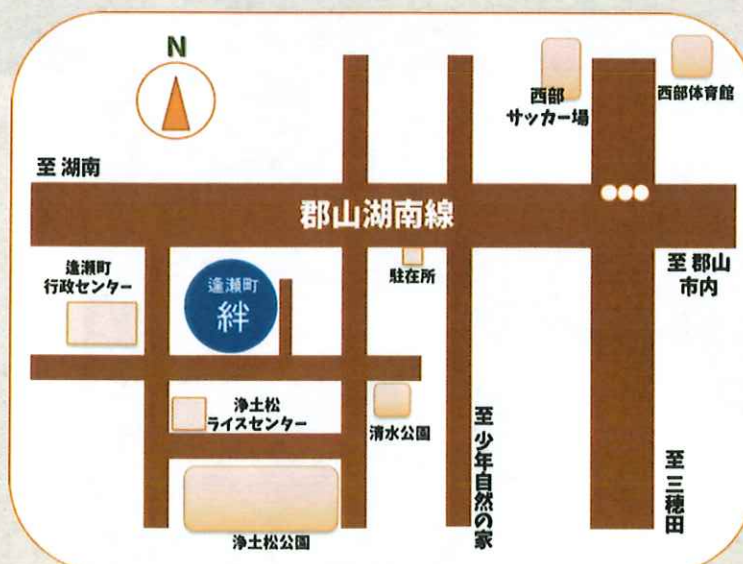 N
西部
サッカー場
西部体育館
至 湖南
郡山湖南線
逢瀬町
行政センター
逢瀬町
絆
駐在所
至 郡山
市内
浄土松
ライスセンター
清水公園
至 少年自然の家
至 三穂田
浄土松公園